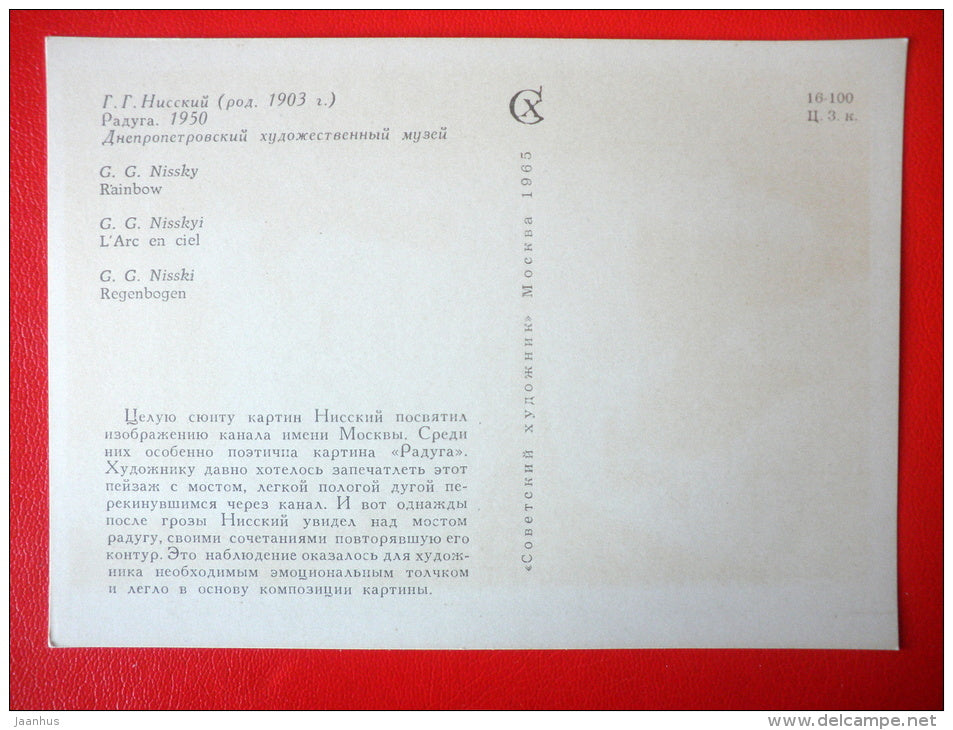 Г. Г. Нисский (род. 1903 г.)
Радуга. 1950
Днепропетровский художественный музей
G. G. Nissky
Rainbow
G. G. Nisskyi
L'Arc en ciel
G. G. Nisski
Regenbogen
Целую сюиту картин Нисский посвятил
изображению канала имени Москвы. Среди
них особенно поэтична картина «Радуга».
Художнику давно хотелось запечатлеть этот
пейзаж с мостом, легкой пологой дугой пе-
рекинувшимся через канал. И вот однажды
после грозы Нисский увидел над мостом
радугу, своими сочетаниями повторявшую его
контур. Это наблюдение оказалось для худож-
ника необходимым эмоциональным толчком
и легло в основу композиции картины.
СХ
«Советский художник» Москва 1965
16-100
Ц. 3. к.
Jaanhus
delcampe.net